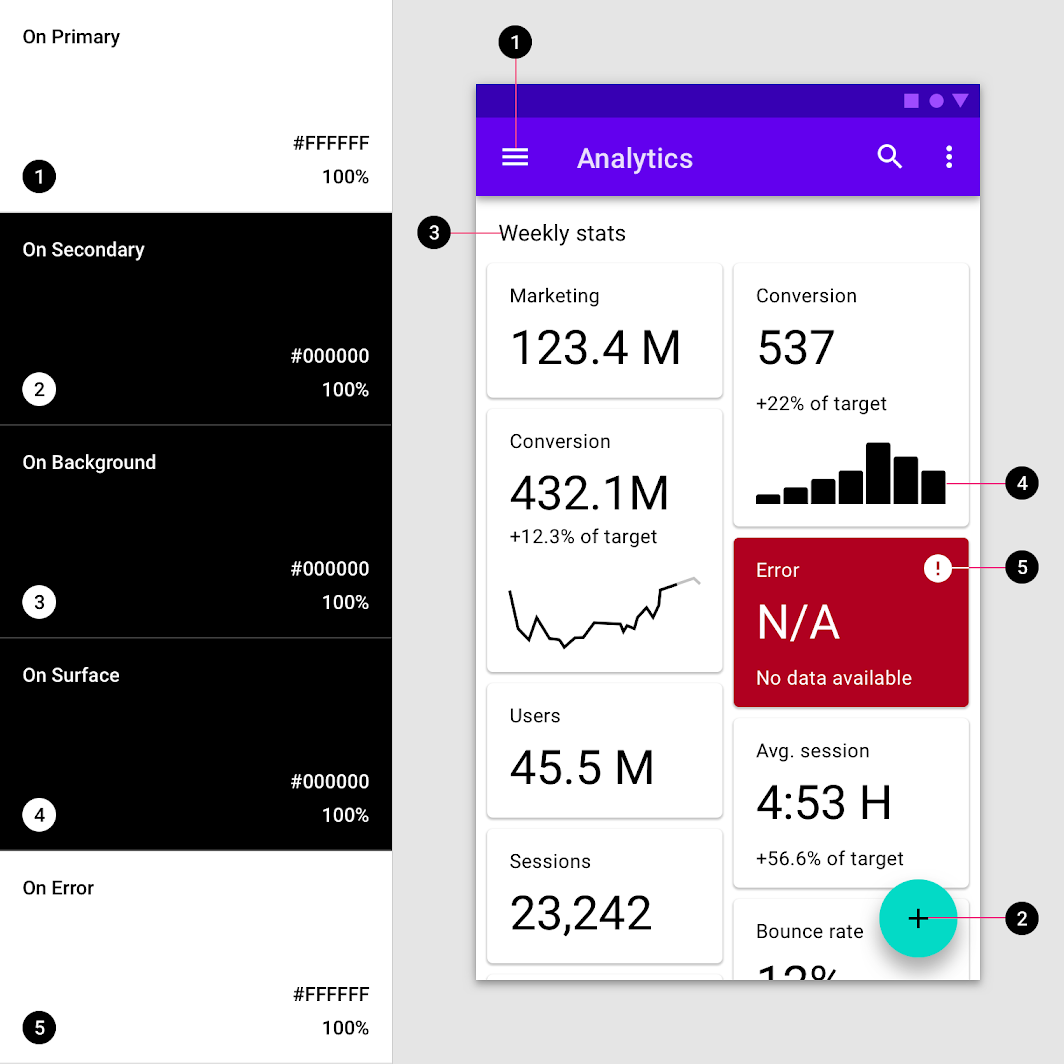 On Primary
#FFFFFF
1
100%
On Secondary
#000000
2
100%
On Background
#000000
3
100%
On Surface
#000000
4
100%
On Error
#FFFFFF
5
100%
1
Analytics
3
Weekly stats
Marketing
123.4 M
Conversion
432.1M
+12.3% of target
Users
45.5 M
Sessions
23,242
Conversion
537
+22% of target
4
Error
!
5
N/A
No data available
Avg. session
4:53 H
+56.6% of target
+
2
Bounce rate
12%